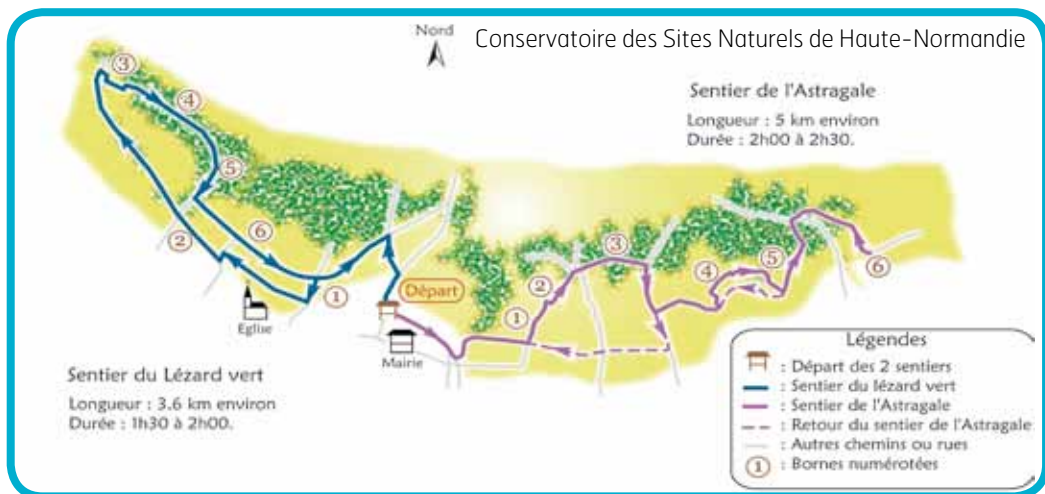 Nord
Conservatoire des Sites Naturels de Haute-Normandie
Sentier de l'Astragale
Longueur : 5 km environ
Durée : 2h00 à 2h30.
3
4
5
6
2
1
Départ
Eglise
Mairie
1
2
3
4
5
6
Sentier du Lézard vert
Longueur : 3.6 km environ
Durée : 1h30 à 2h00.
Légendes
: Départ des 2 sentiers
: Sentier du lézard vert
: Sentier de l'Astragale
: Retour du sentier de l'Astragale
: Autres chemins ou rues
1 : Bornes numérotées